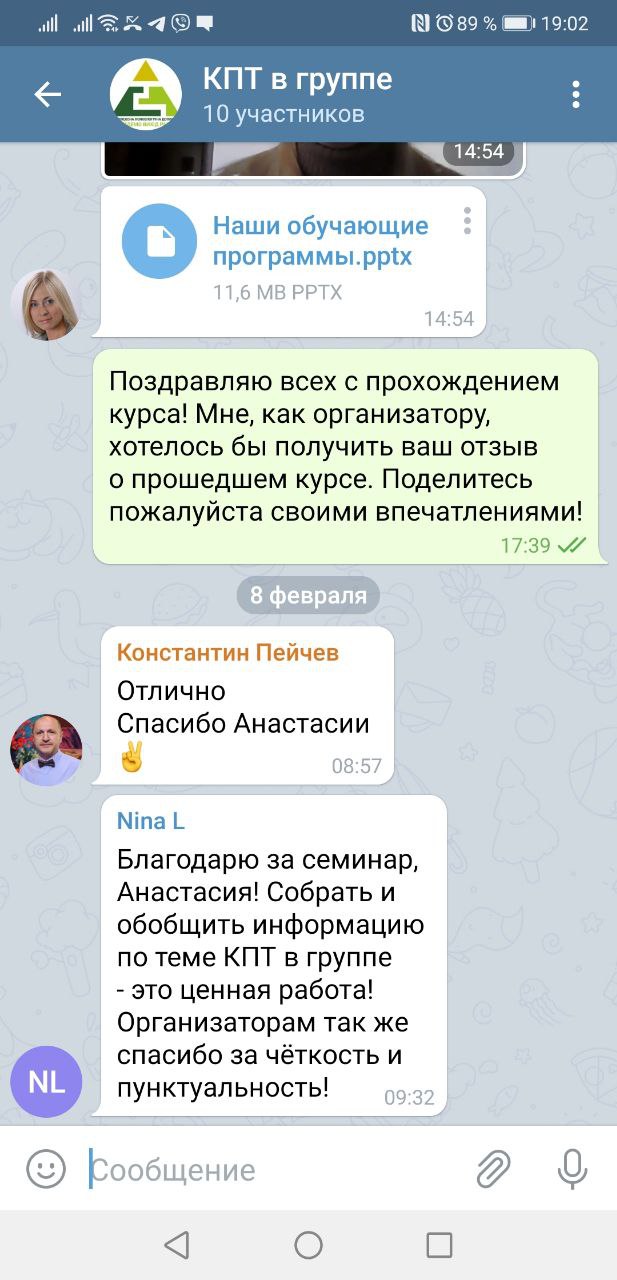 89 % 19:02
КПТ в группе
10 участников
14:54
Наши обучающие
программы.pptx
11,6 MB PPTX
14:54
Поздравляю всех с прохождением
курса! Мне, как организатору,
хотелось бы получить ваш отзыв
о прошедшем курсе. Поделитесь
пожалуйста своими впечатлениями!
17:39
8 февраля
Константин Пейчев
Отлично
Спасибо Анастасии
✌
08:57
Nina L
Благодарю за семинар,
Анастасия! Собрать и
обобщить информацию
по теме КПТ в группе
- это ценная работа!
Организаторам так же
спасибо за чёткость и
пунктуальность!
09:32
NL
Сообщение